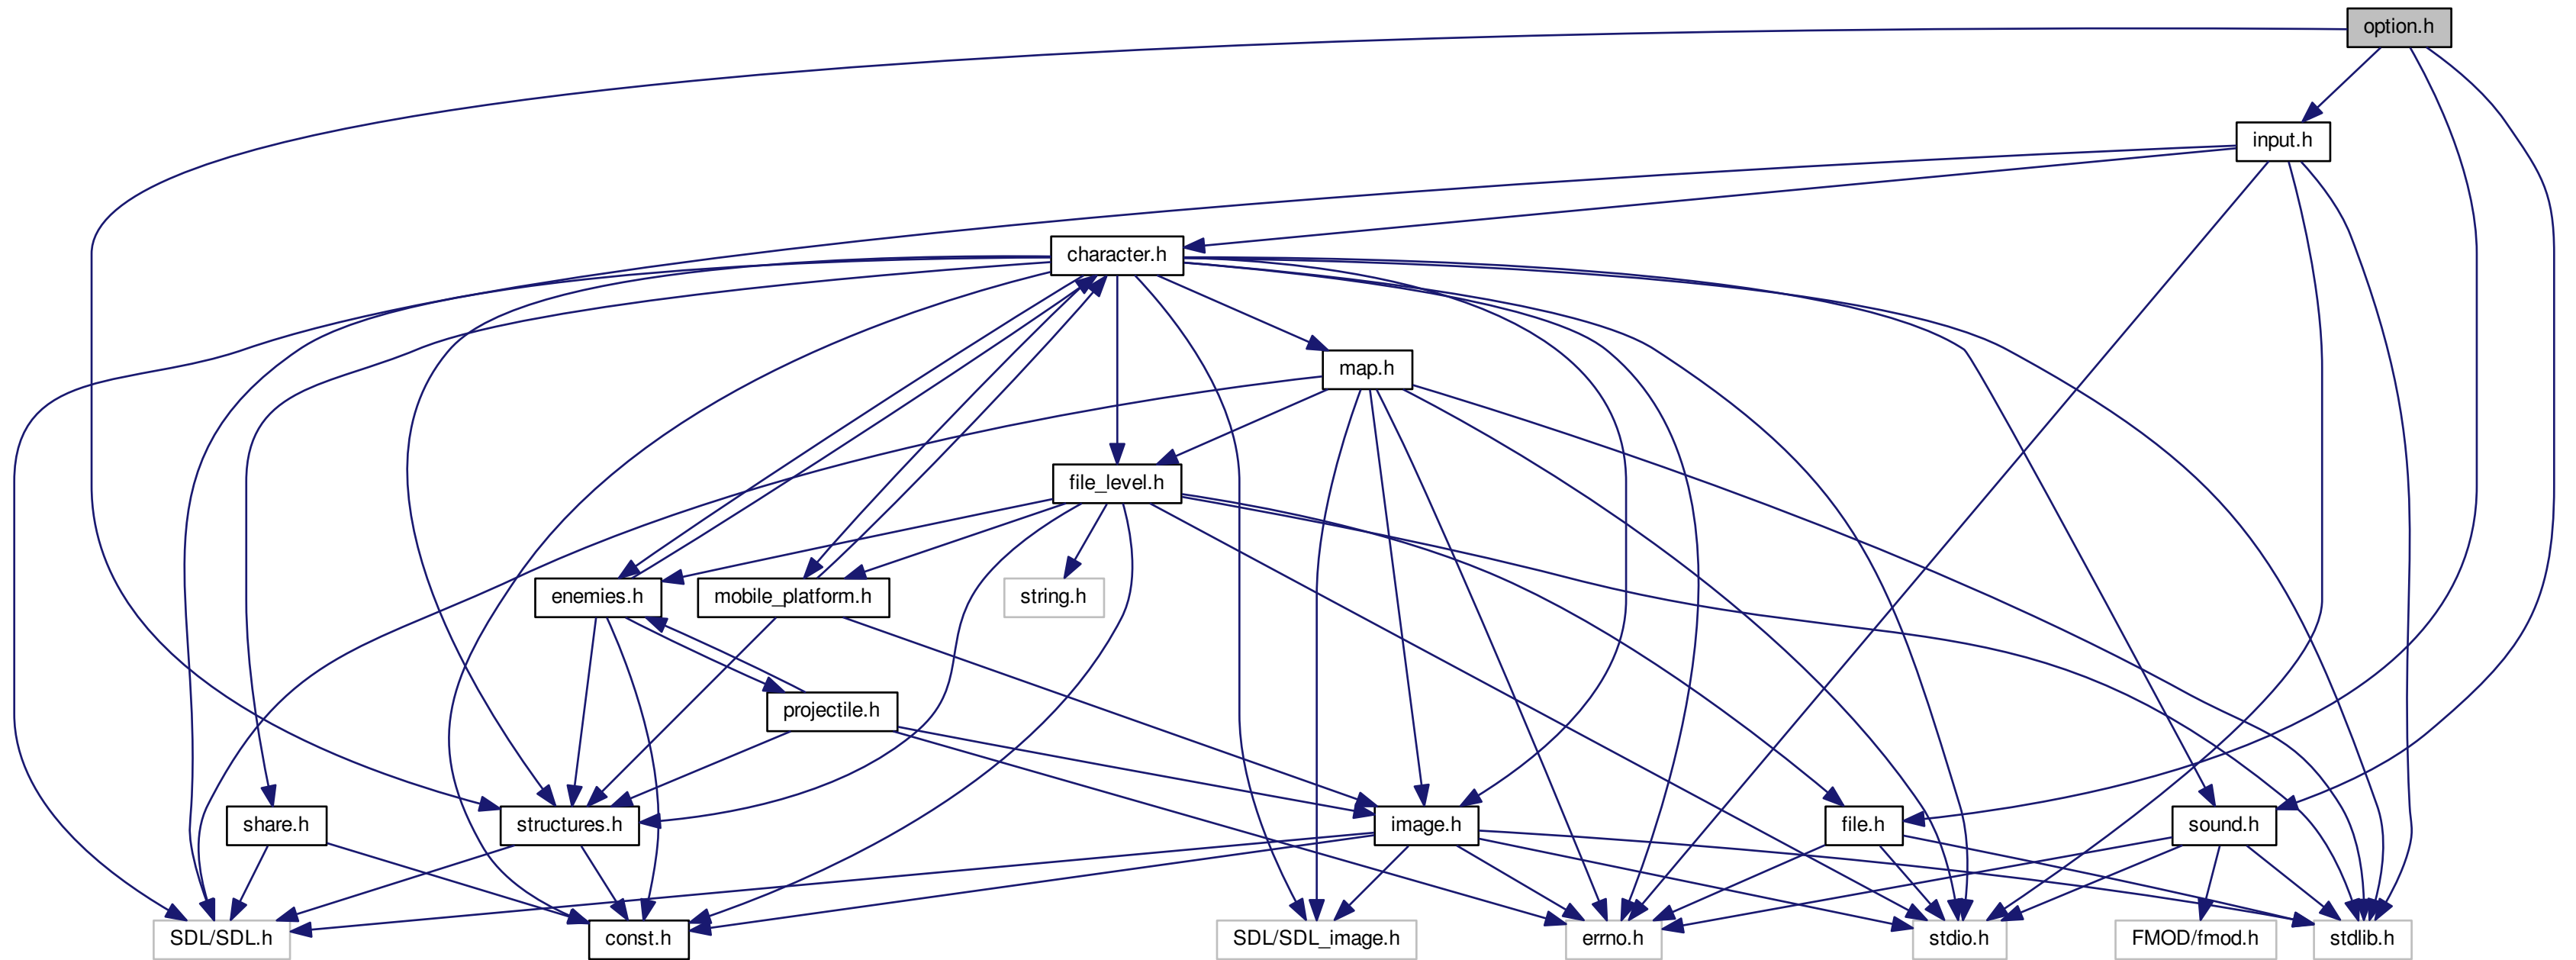 option.h
input.h
character.h
map.h
file_level.h
enemies.h
mobile_platform.h
string.h
projectile.h
share.h
structures.h
image.h
file.h
sound.h
SDL/SDL.h
const.h
SDL/SDL_image.h
errno.h
stdio.h
FMOD/fmod.h
stdlib.h